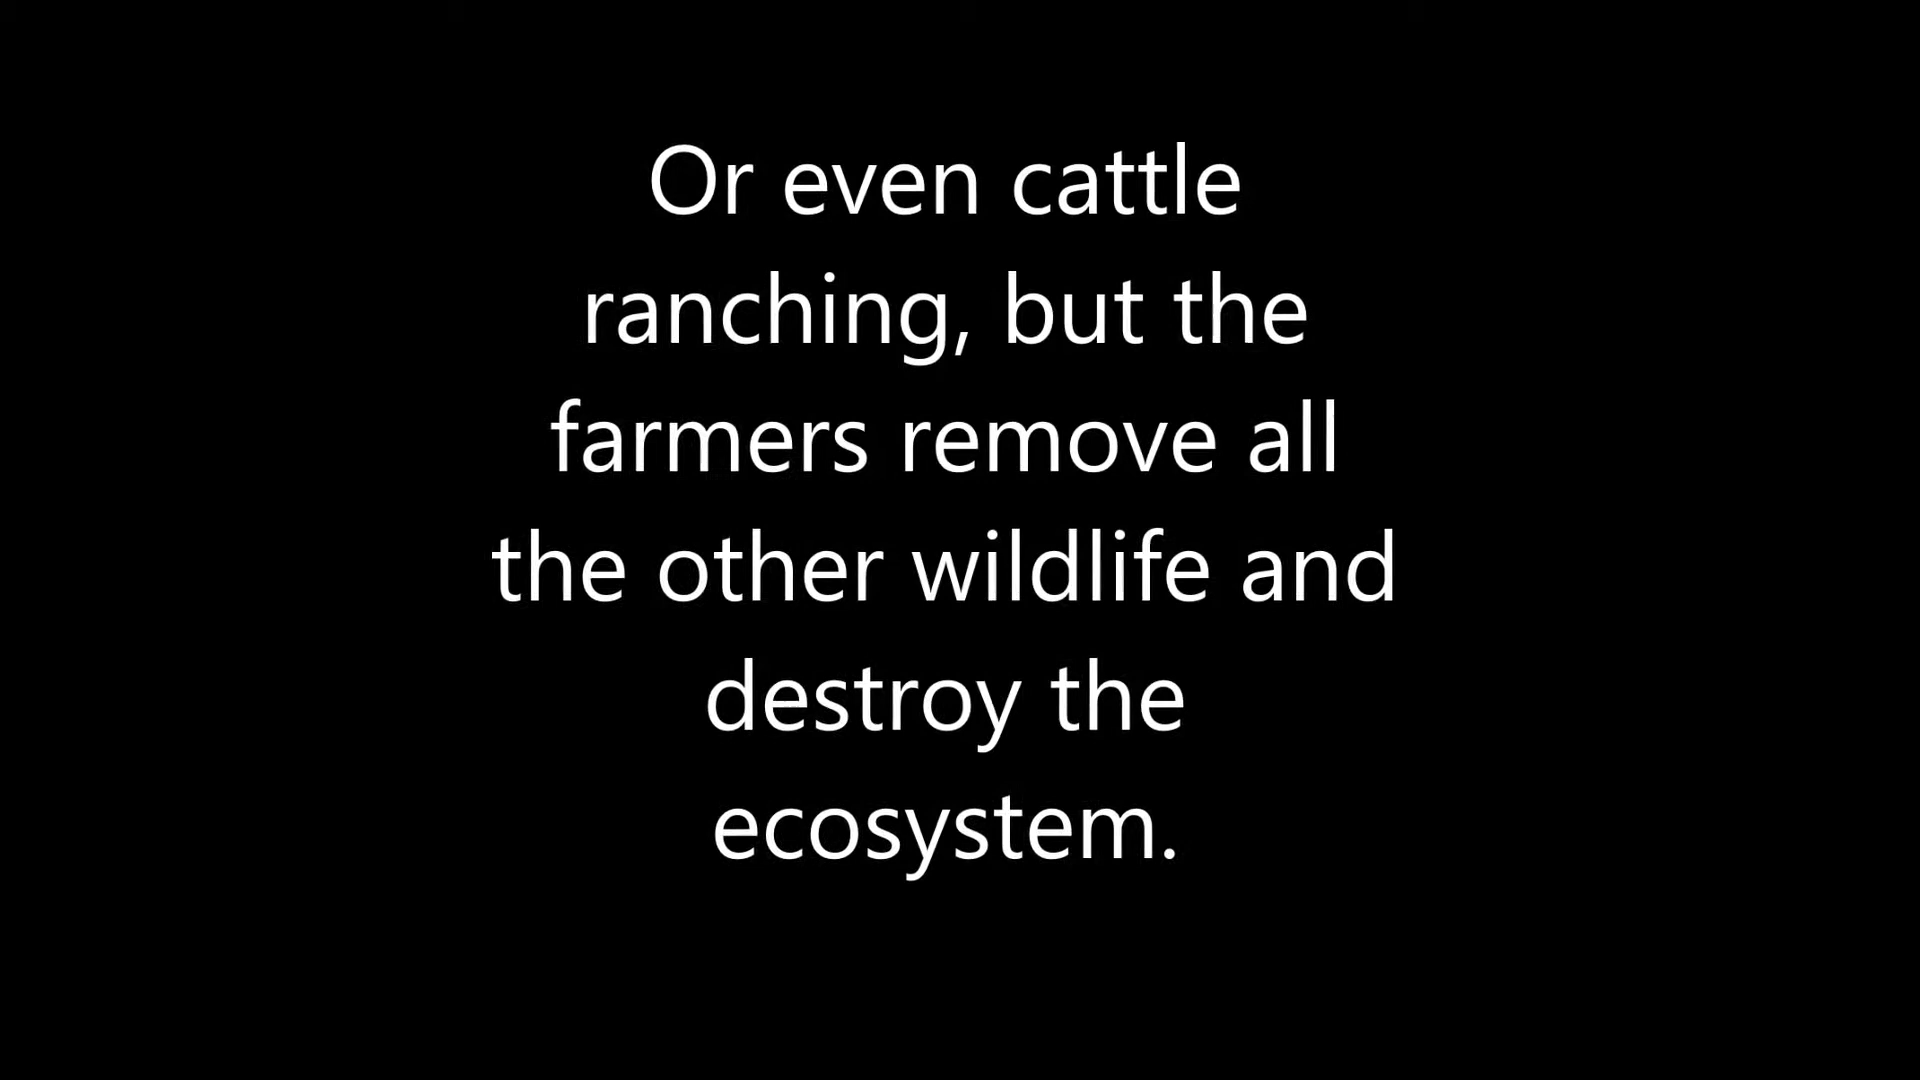 Or even cattle
ranching, but the
farmers remove all
the other wildlife and
destroy the
ecosystem.